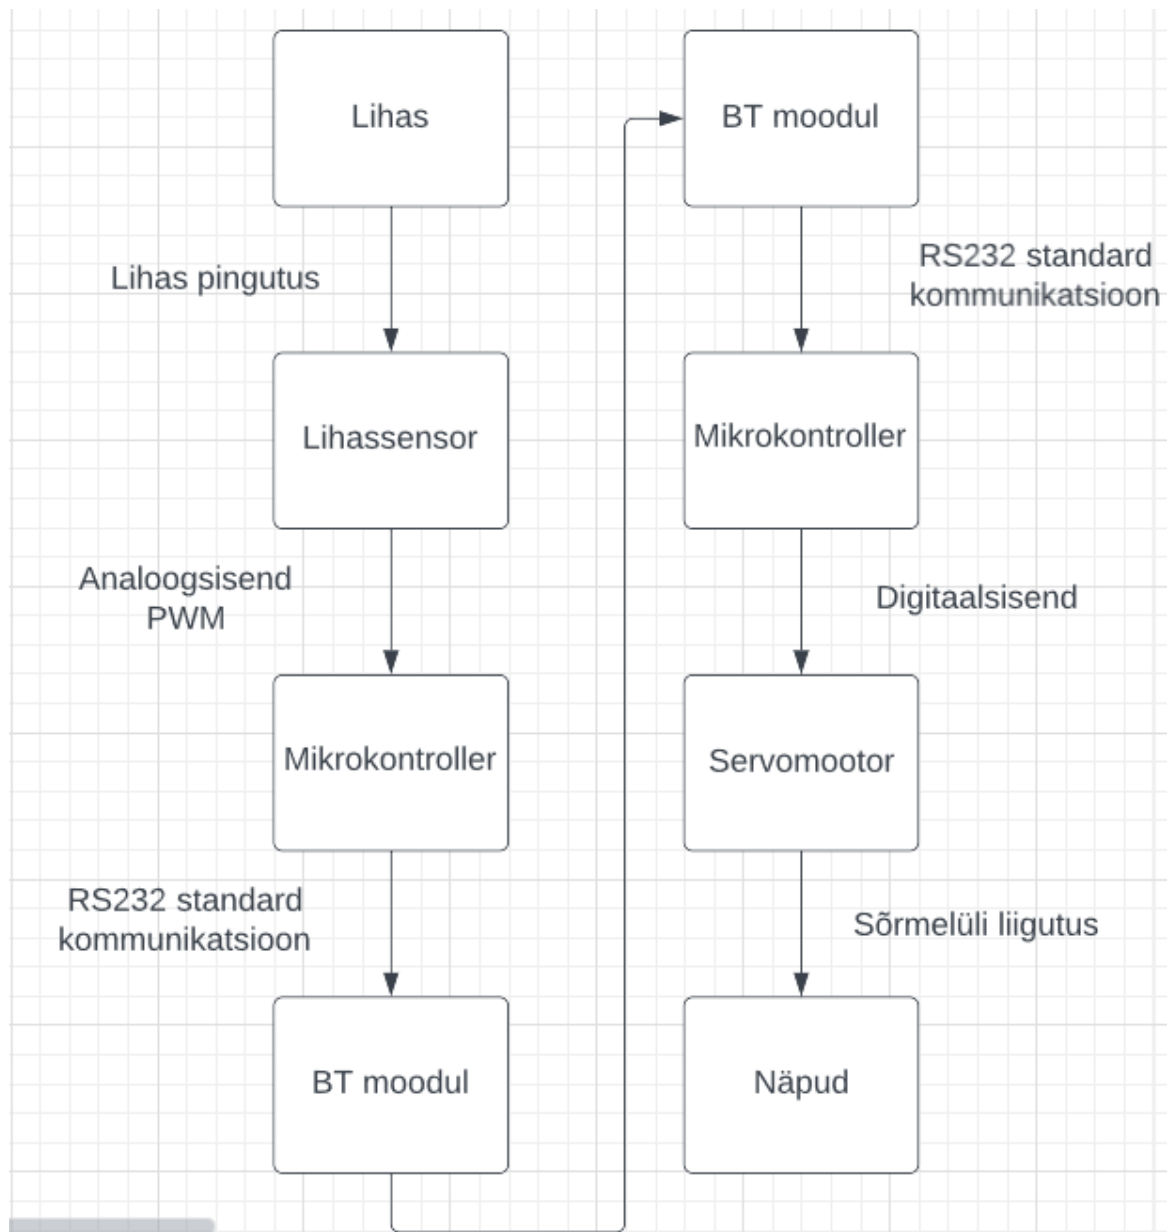 Lihas
Lihas pingutus
Lihassensor
Analoogsisend
PWM
Mikrokontroller
RS232 standard
kommunikatsioon
BT moodul
BT moodul
RS232 standard
kommunikatsioon
Mikrokontroller
Digitaalsisend
Servomootor
Sõrmelüli liigutus
Näpud